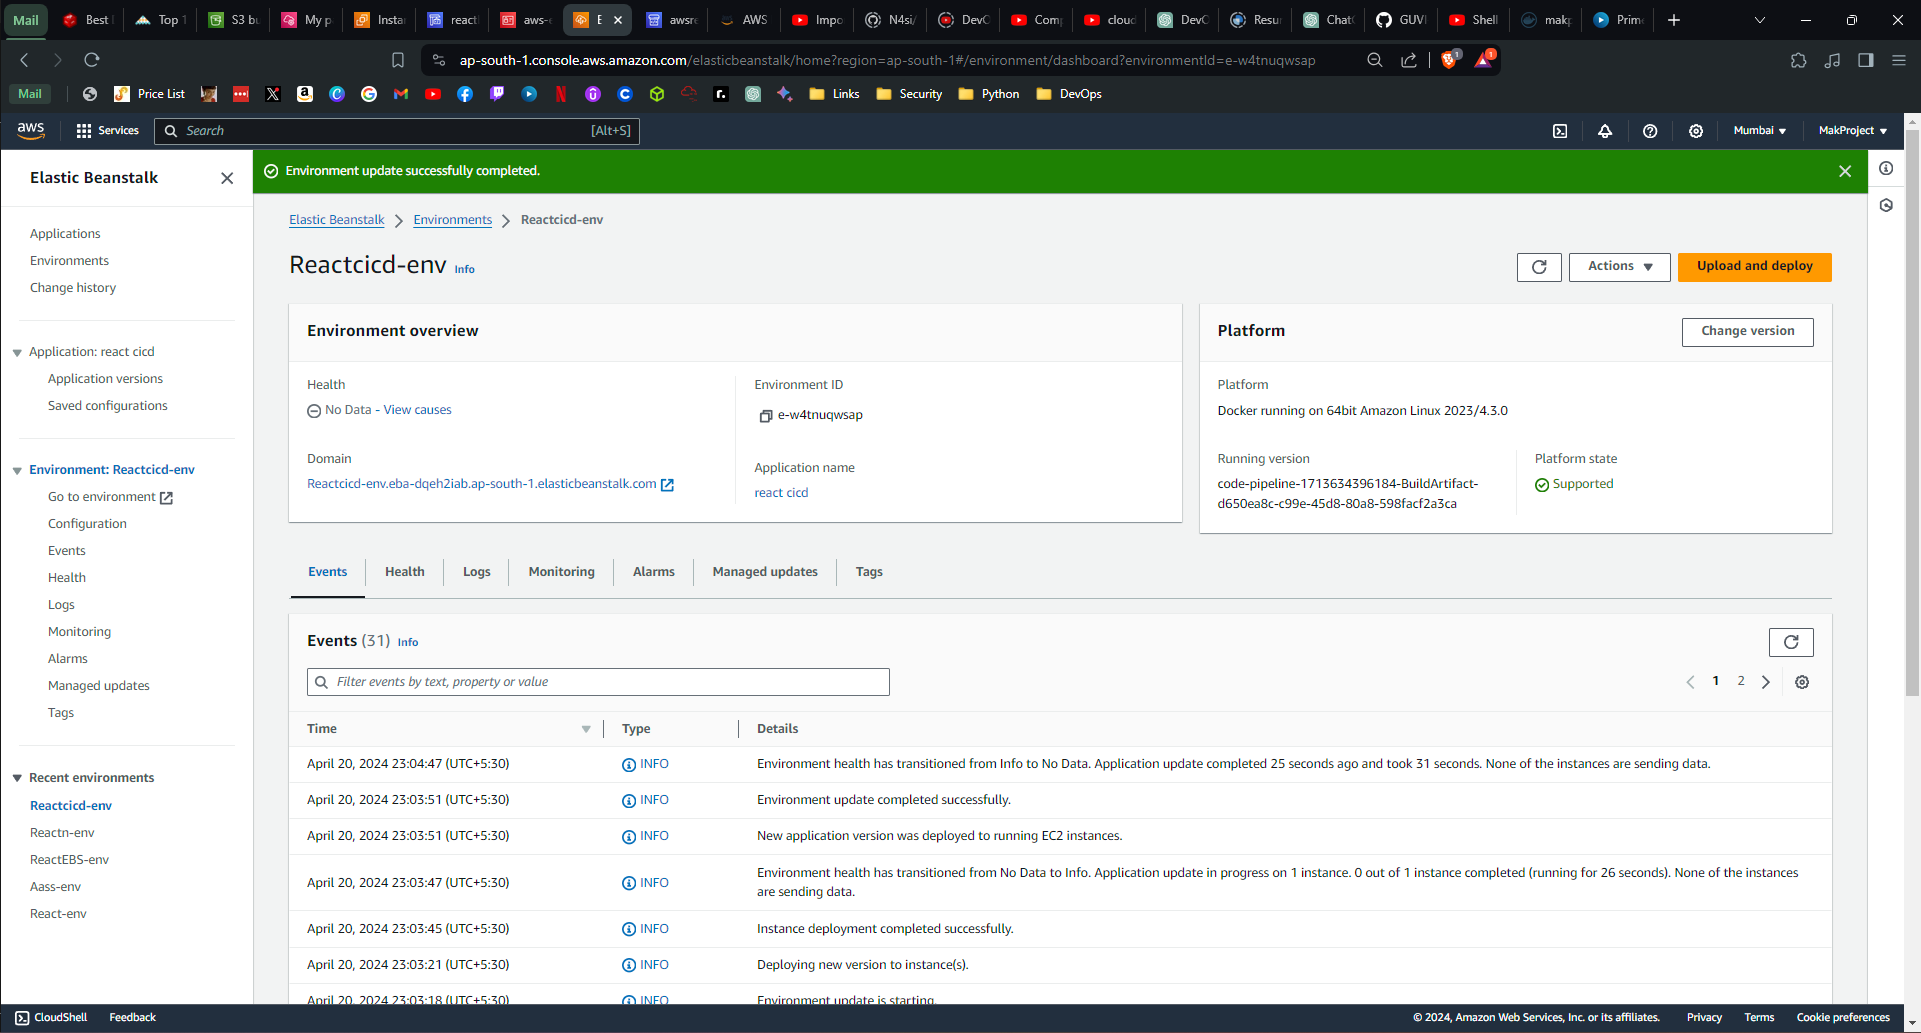 Mail
Best
Top 1
S3 bu
My p
Instar
react
aws-e
E
awsre
AWS
Impo
N4si/
DevO
Com
cloud
DevC
Resu
Chat
GUVI
Shell
mak
Prim
ap-south-1.console.aws.amazon.com/elasticbeanstalk/home?region=ap-south-1#/environment/dashboard?environmentId=e-w4tnuqwsap
Mail
Price List
Links
Security
Python
DevOps
aws
Services
Search
[Alt+S]
Mumbai
MakProject
Elastic Beanstalk
Environment update successfully completed.
Applications
Environments
Change history
Application: react cicd
Application versions
Saved configurations
Environment: Reactcicd-env
Go to environment
Configuration
Events
Health
Logs
Monitoring
Alarms
Managed updates
Tags
Recent environments
Reactcicd-env
Reactn-env
ReactEBS-env
Aass-env
React-env
Elastic Beanstalk
Environments
Reactcicd-env
Reactcicd-env Info
Actions
Upload and deploy
Environment overview
Health
No Data - View causes
Domain
Reactcicd-env.eba-dqeh2iab.ap-south-1.elasticbeanstalk.com
Environment ID
e-w4tnuqwsap
Application name
react cicd
Platform
Change version
Platform
Docker running on 64bit Amazon Linux 2023/4.3.0
Running version
code-pipeline-1713634396184-BuildArtifact-
d650ea8c-c99e-45d8-80a8-598facf2a3ca
Platform state
Supported
Events
Health
Logs
Monitoring
Alarms
Managed updates
Tags
Events (31) Info
Filter events by text, property or value
1 2
Time Type Details
April 20, 2024 23:04:47 (UTC+5:30) INFO Environment health has transitioned from Info to No Data. Application update completed 25 seconds ago and took 31 seconds. None of the instances are sending data.
April 20, 2024 23:03:51 (UTC+5:30) INFO Environment update completed successfully.
April 20, 2024 23:03:51 (UTC+5:30) INFO New application version was deployed to running EC2 instances.
April 20, 2024 23:03:47 (UTC+5:30) INFO Environment health has transitioned from No Data to Info. Application update in progress on 1 instance. 0 out of 1 instance completed (running for 26 seconds). None of the instances
are sending data.
April 20, 2024 23:03:45 (UTC+5:30) INFO Instance deployment completed successfully.
April 20, 2024 23:03:21 (UTC+5:30) INFO Deploying new version to instance(s).
April 20, 2024 23:03:18 (UTC+5:30) INFO Environment update is starting.
CloudShell
Feedback
© 2024, Amazon Web Services, Inc. or its affiliates.
Privacy
Terms
Cookie preferences